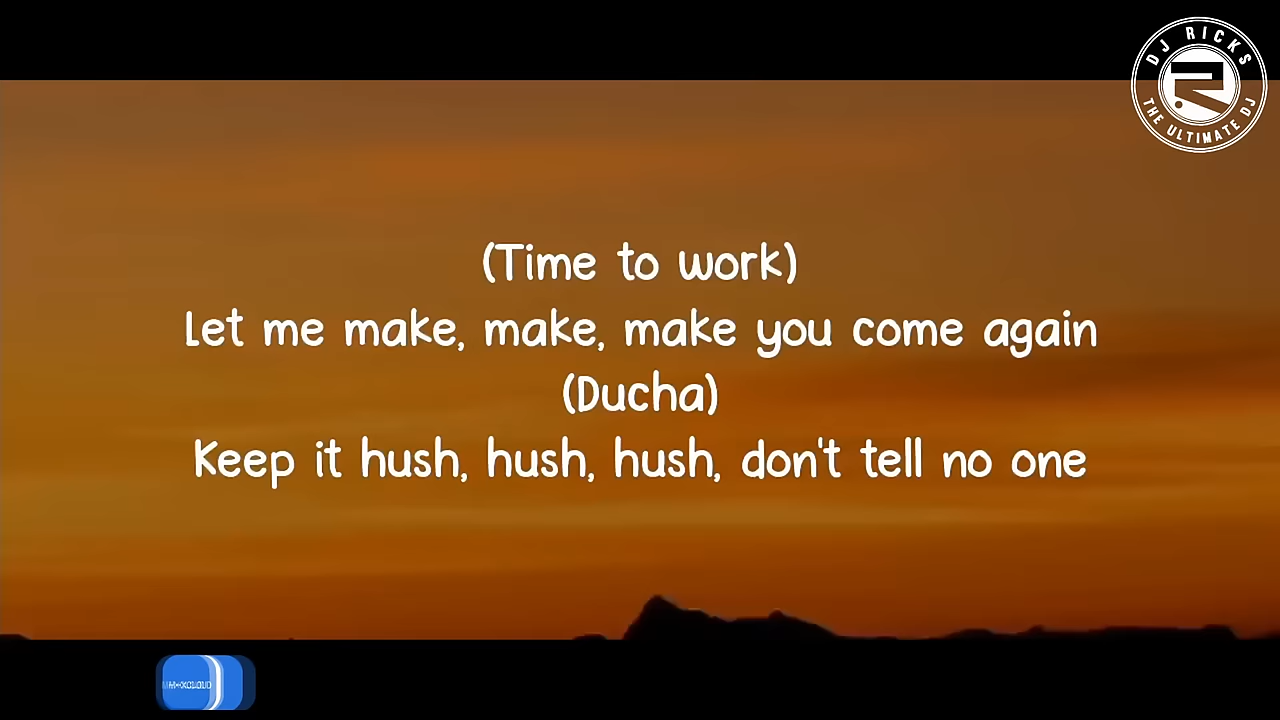 DJ RICKS
THE ULTIMATE DJ
(Time to work)
Let me make, make, make you come again
(Ducha)
Keep it hush, hush, hush, don't tell no one